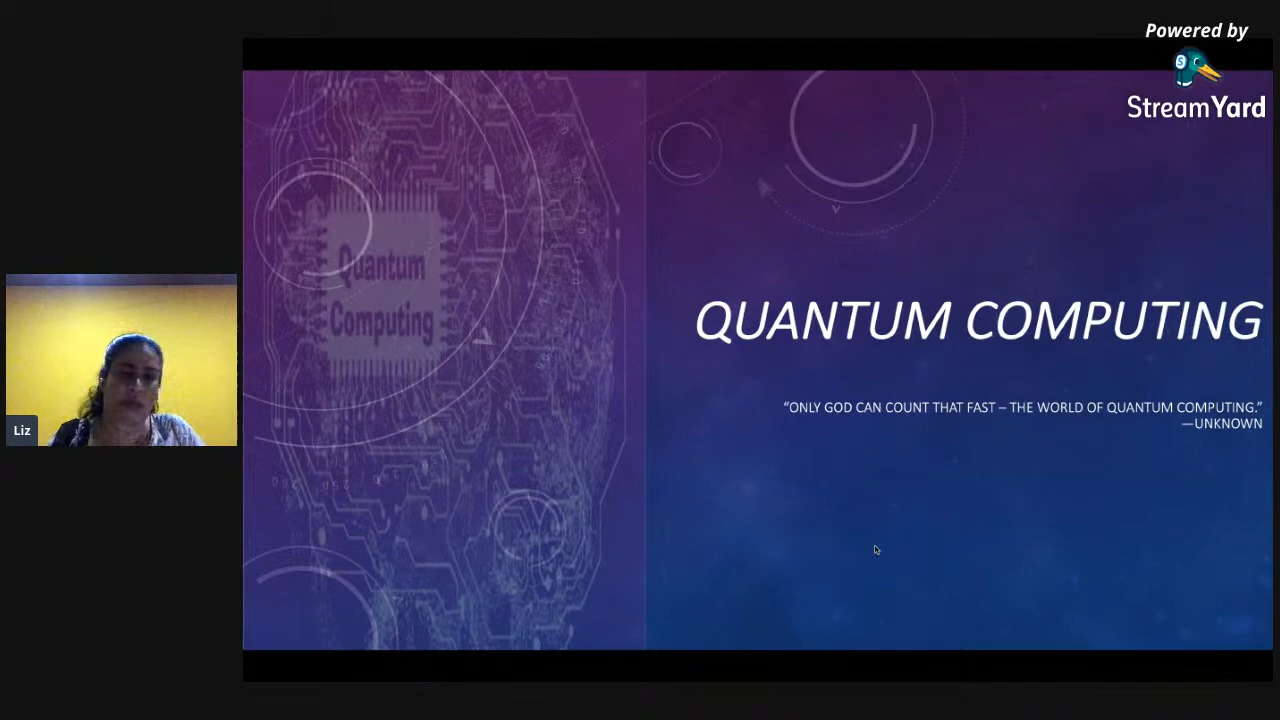 Powered by
StreamYard
Quantum
Computing
QUANTUM COMPUTING
“ONLY GOD CAN COUNT THAT FAST – THE WORLD OF QUANTUM COMPUTING.”
—UNKNOWN
Liz